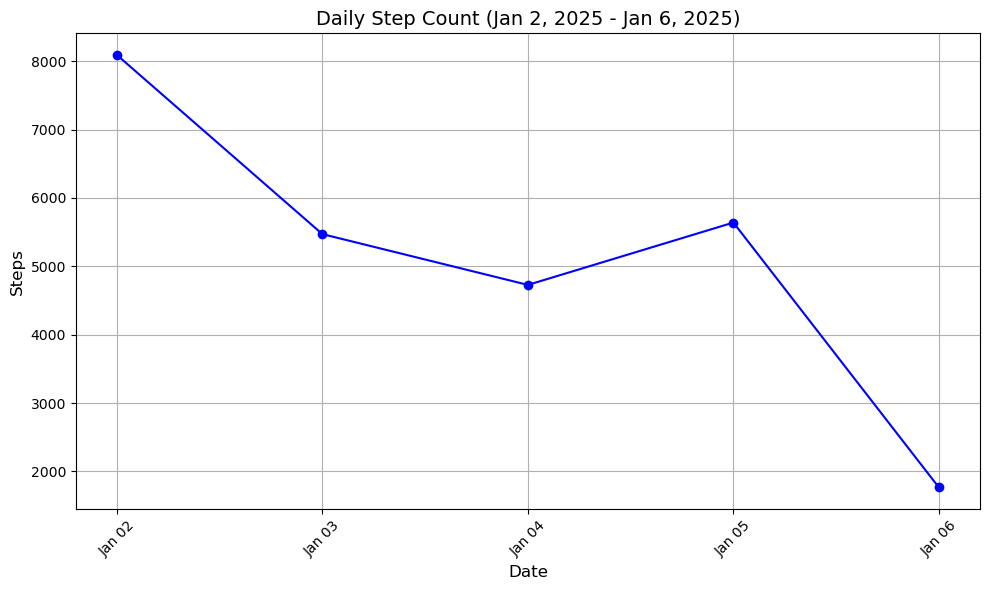 Daily Step Count (Jan 2, 2025 - Jan 6, 2025)
8000
7000
6000
5000
4000
3000
2000
Steps
Jan 02
Jan 03
Jan 04
Jan 05
Jan 06
Date